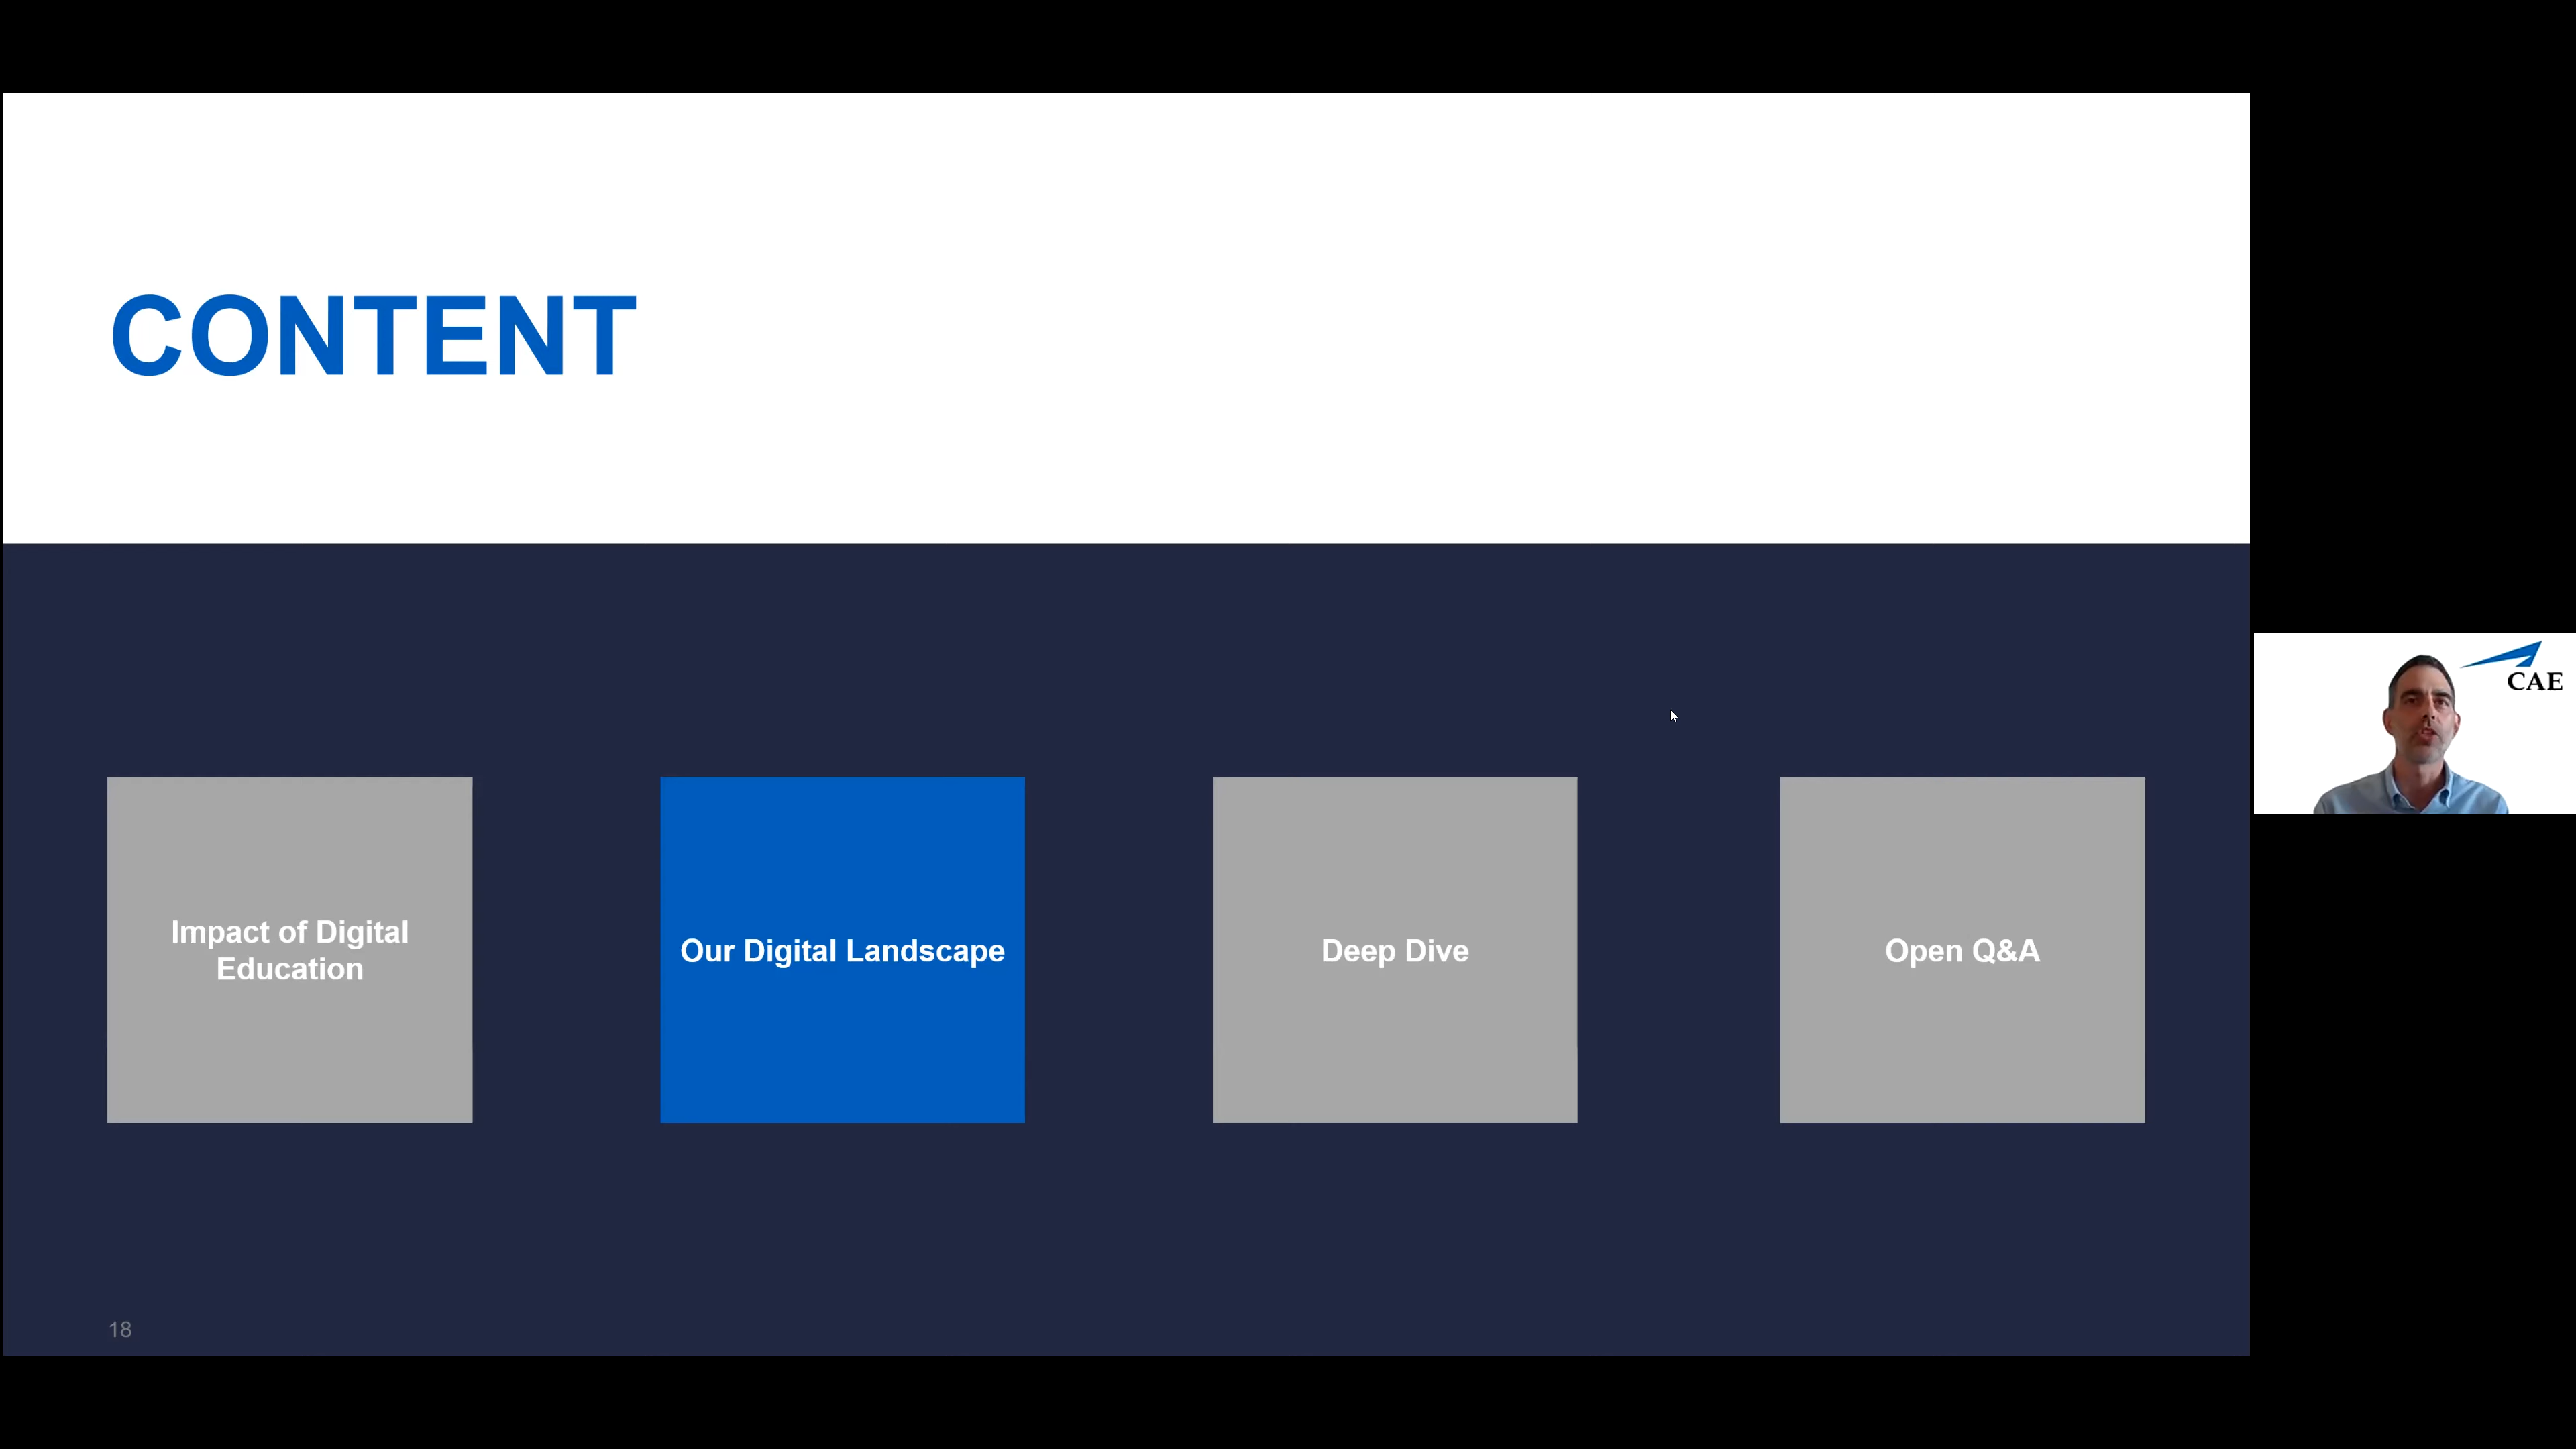 CONTENT
CAE
Impact of Digital
Education
Our Digital Landscape
Deep Dive
Open Q&A
18